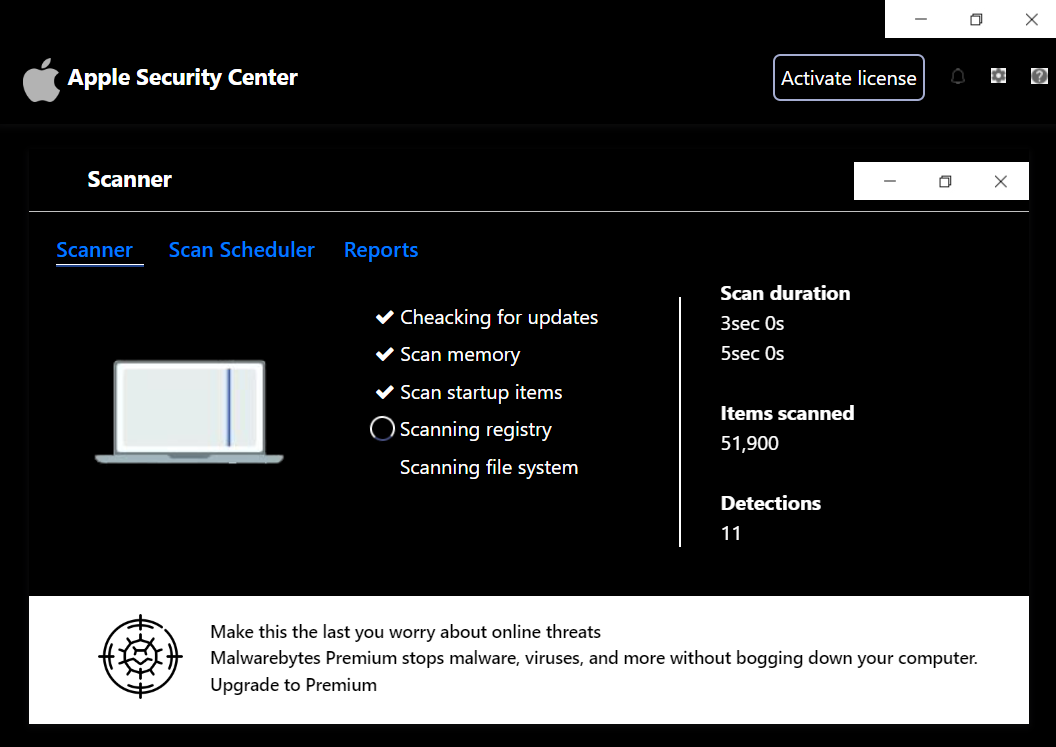 Apple Security Center
Activate license
Scanner
Scanner Scan Scheduler Reports
Cheacking for updates
Scan memory
Scan startup items
Scanning registry
Scanning file system
Scan duration
3sec 0s
5sec 0s
Items scanned
51,900
Detections
11
Make this the last you worry about online threats
Malwarebytes Premium stops malware, viruses, and more without bogging down your computer.
Upgrade to Premium